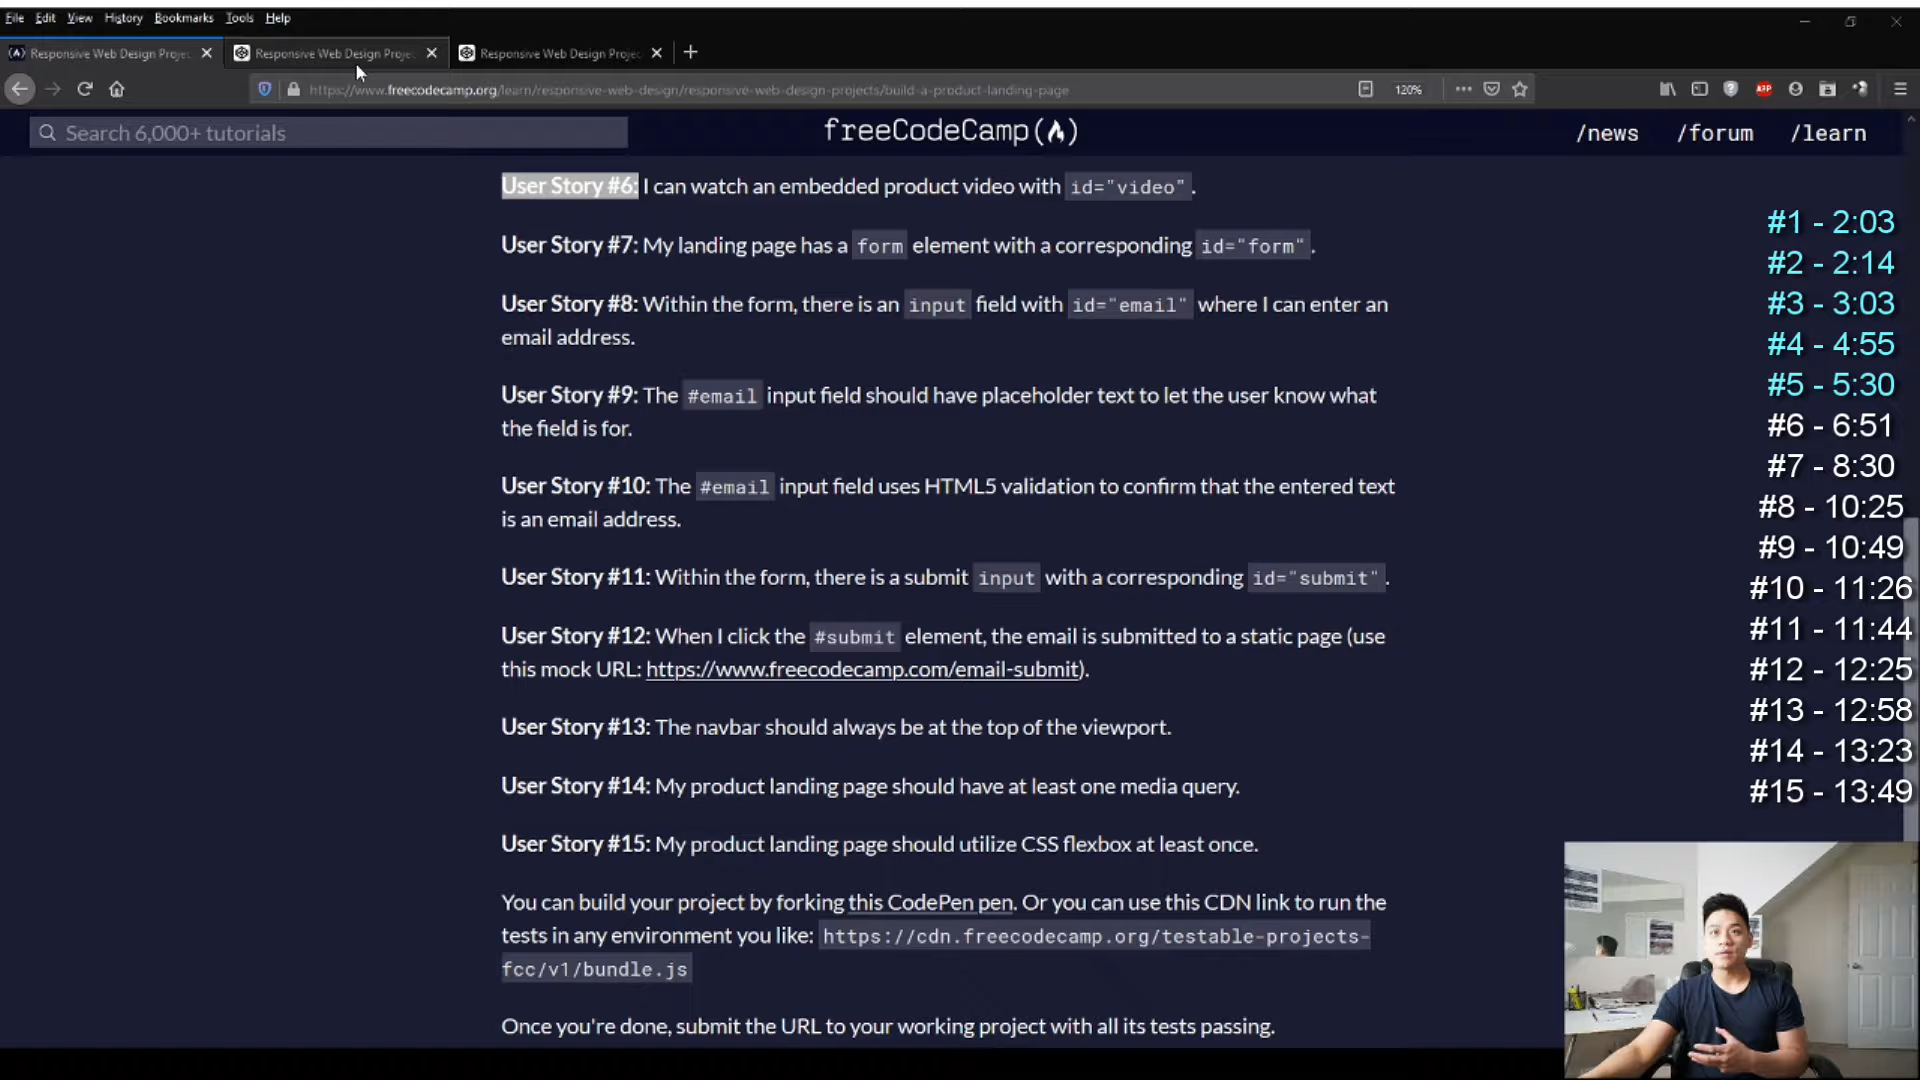 File Edit View History Bookmarks Tools Help
Responsive Web Design Projec
Responsive Web Design Projec
Responsive Web Design Projec
https://www.freecodecamp.org/learn/responsive-web-design/responsive-web-design-projects/build-a-product-landing-page
120%
ABP
Search 6,000+ tutorials
freeCodeCamp
/news /forum /learn
User Story #6: I can watch an embedded product video with id="video".
User Story #7: My landing page has a form element with a corresponding id="form".
User Story #8: Within the form, there is an input field with id="email" where I can enter an
email address.
User Story #9: The #email input field should have placeholder text to let the user know what
the field is for.
User Story #10: The #email input field uses HTML5 validation to confirm that the entered text
is an email address.
User Story #11: Within the form, there is a submit input with a corresponding id="submit".
User Story #12: When I click the #submit element, the email is submitted to a static page (use
this mock URL: https://www.freecodecamp.com/email-submit).
User Story #13: The navbar should always be at the top of the viewport.
User Story #14: My product landing page should have at least one media query.
User Story #15: My product landing page should utilize CSS flexbox at least once.
You can build your project by forking this CodePen pen. Or you can use this CDN link to run the
tests in any environment you like: https://cdn.freecodecamp.org/testable-projects-
fcc/v1/bundle.js
Once you're done, submit the URL to your working project with all its tests passing.
#1 - 2:03
#2 - 2:14
#3 - 3:03
#4 - 4:55
#5 - 5:30
#6 - 6:51
#7 - 8:30
#8 - 10:25
#9 - 10:49
#10 - 11:26
#11 - 11:44
#12 - 12:25
#13 - 12:58
#14 - 13:23
#15 - 13:49